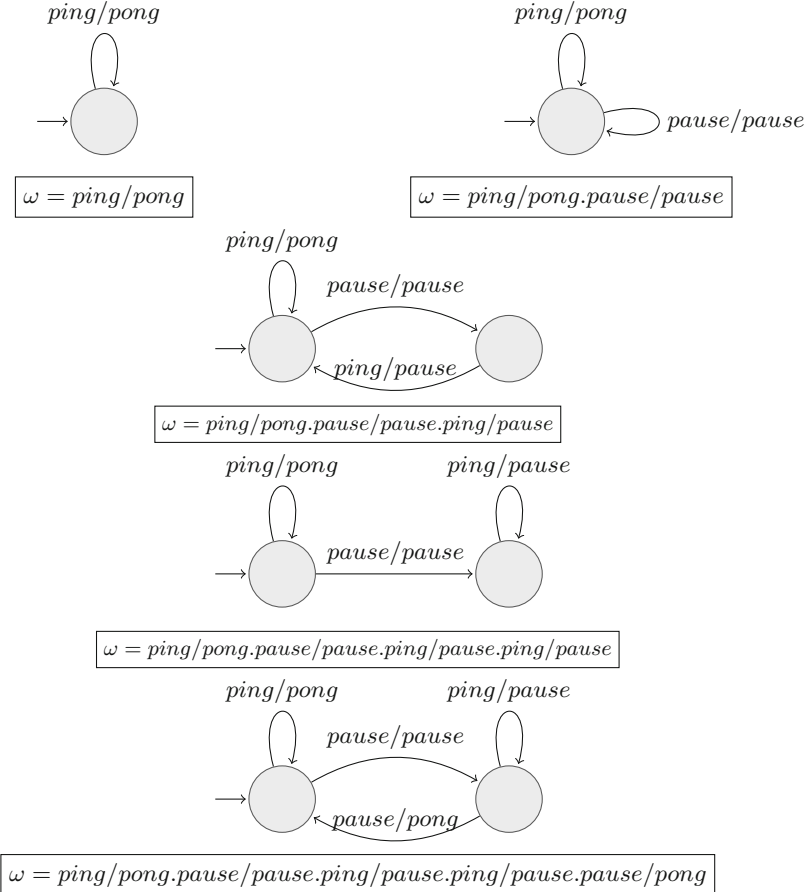 ping/pong
ping/pong
pause/pause
ω = ping/pong
ω = ping/pong.pause/pause
ping/pong
pause/pause
ping/pause
ω = ping/pong.pause/pause.ping/pause
ping/pong
ping/pause
pause/pause
ω = ping/pong.pause/pause.ping/pause.ping/pause
ping/pong
ping/pause
pause/pause
pause/pong
ω = ping/pong.pause/pause.ping/pause.ping/pause.pause/pong